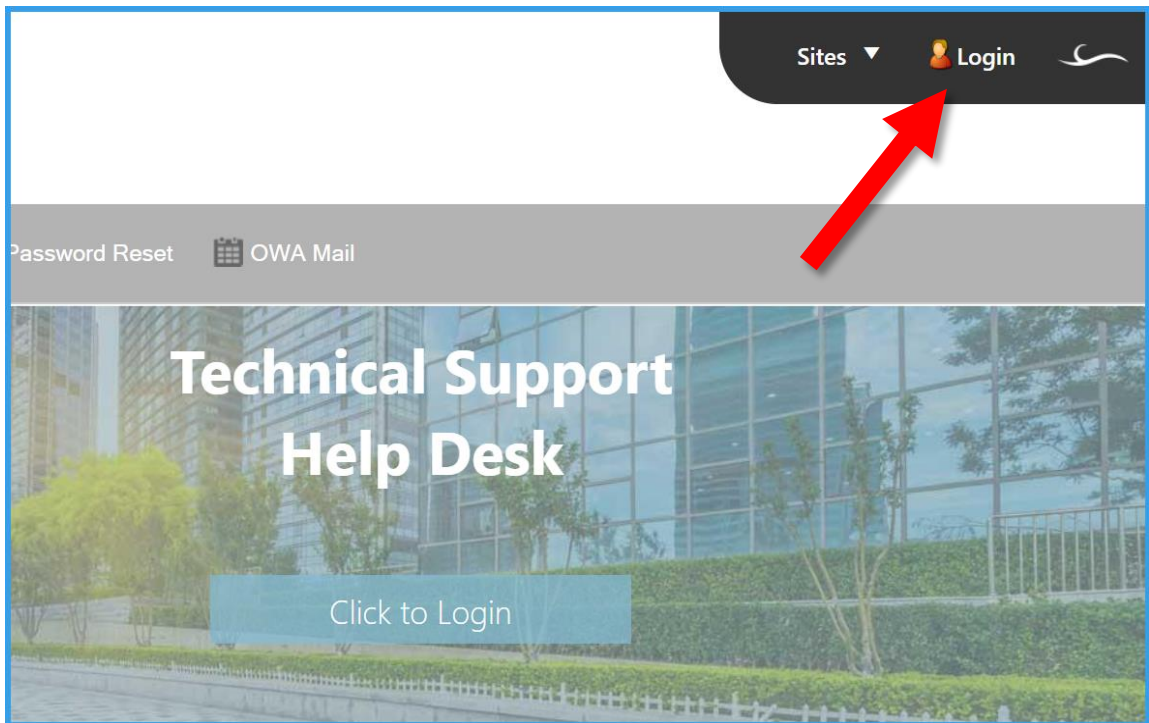 Sites Login
Password Reset OWA Mail
Technical Support
Help Desk
Click to Login